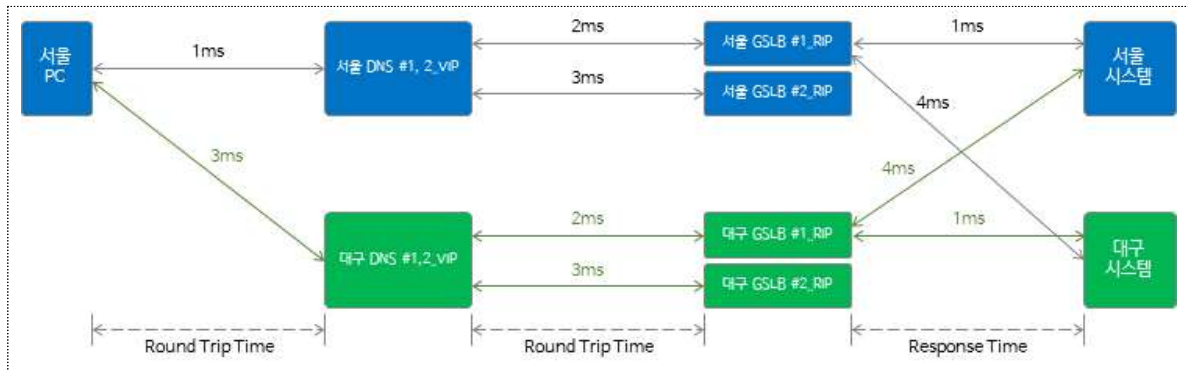 서울
PC
1ms
서울 DNS #1, 2_VIP
2ms
3ms
서울 GSLB #1_RIP
서울 GSLB #2_RIP
1ms
4ms
서울
시스템
3ms
4ms
대구 DNS #1,2_VIP
2ms
3ms
대구 GSLB #1_RIP
대구 GSLB #2_RIP
1ms
대구
시스템
Round Trip Time
Round Trip Time
Response Time